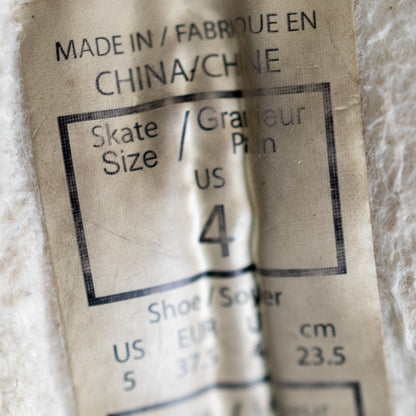 MADE IN / FABRIQUE EN
CHINA/CHINE
Skate / Grandeur
Size Patin
US
4
Shoe / Soulier
US EUR U cm
5 37.5 4 23.5